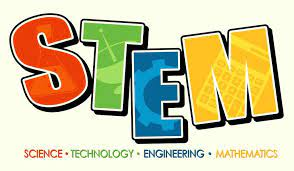 STEM
SCIENCE • TECHNOLOGY • ENGINEERING • MATHEMATICS